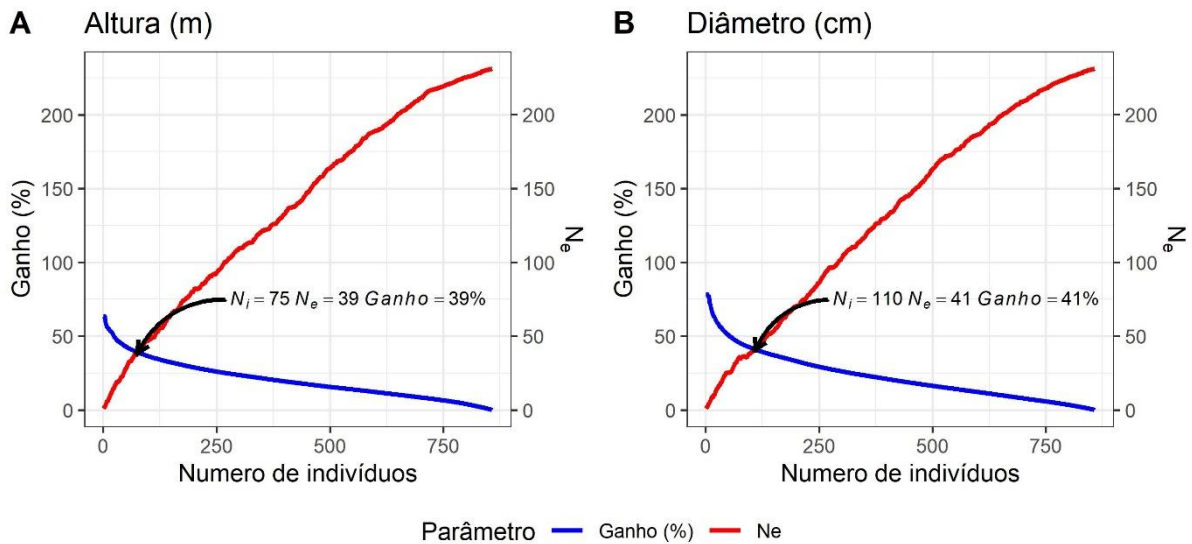 A Altura (m)
Ganho (%)
200
150
100
50
0
200
150
100
50
0
Ne
Ni = 75 Ne = 39 Ganho = 39%
0 250 500 750
Numero de indivíduos
B Diâmetro (cm)
Ganho (%)
200
150
100
50
0
200
150
100
50
0
Ne
Ni = 110 Ne = 41 Ganho = 41%
0 250 500 750
Numero de indivíduos
Parâmetro Ganho (%) Ne